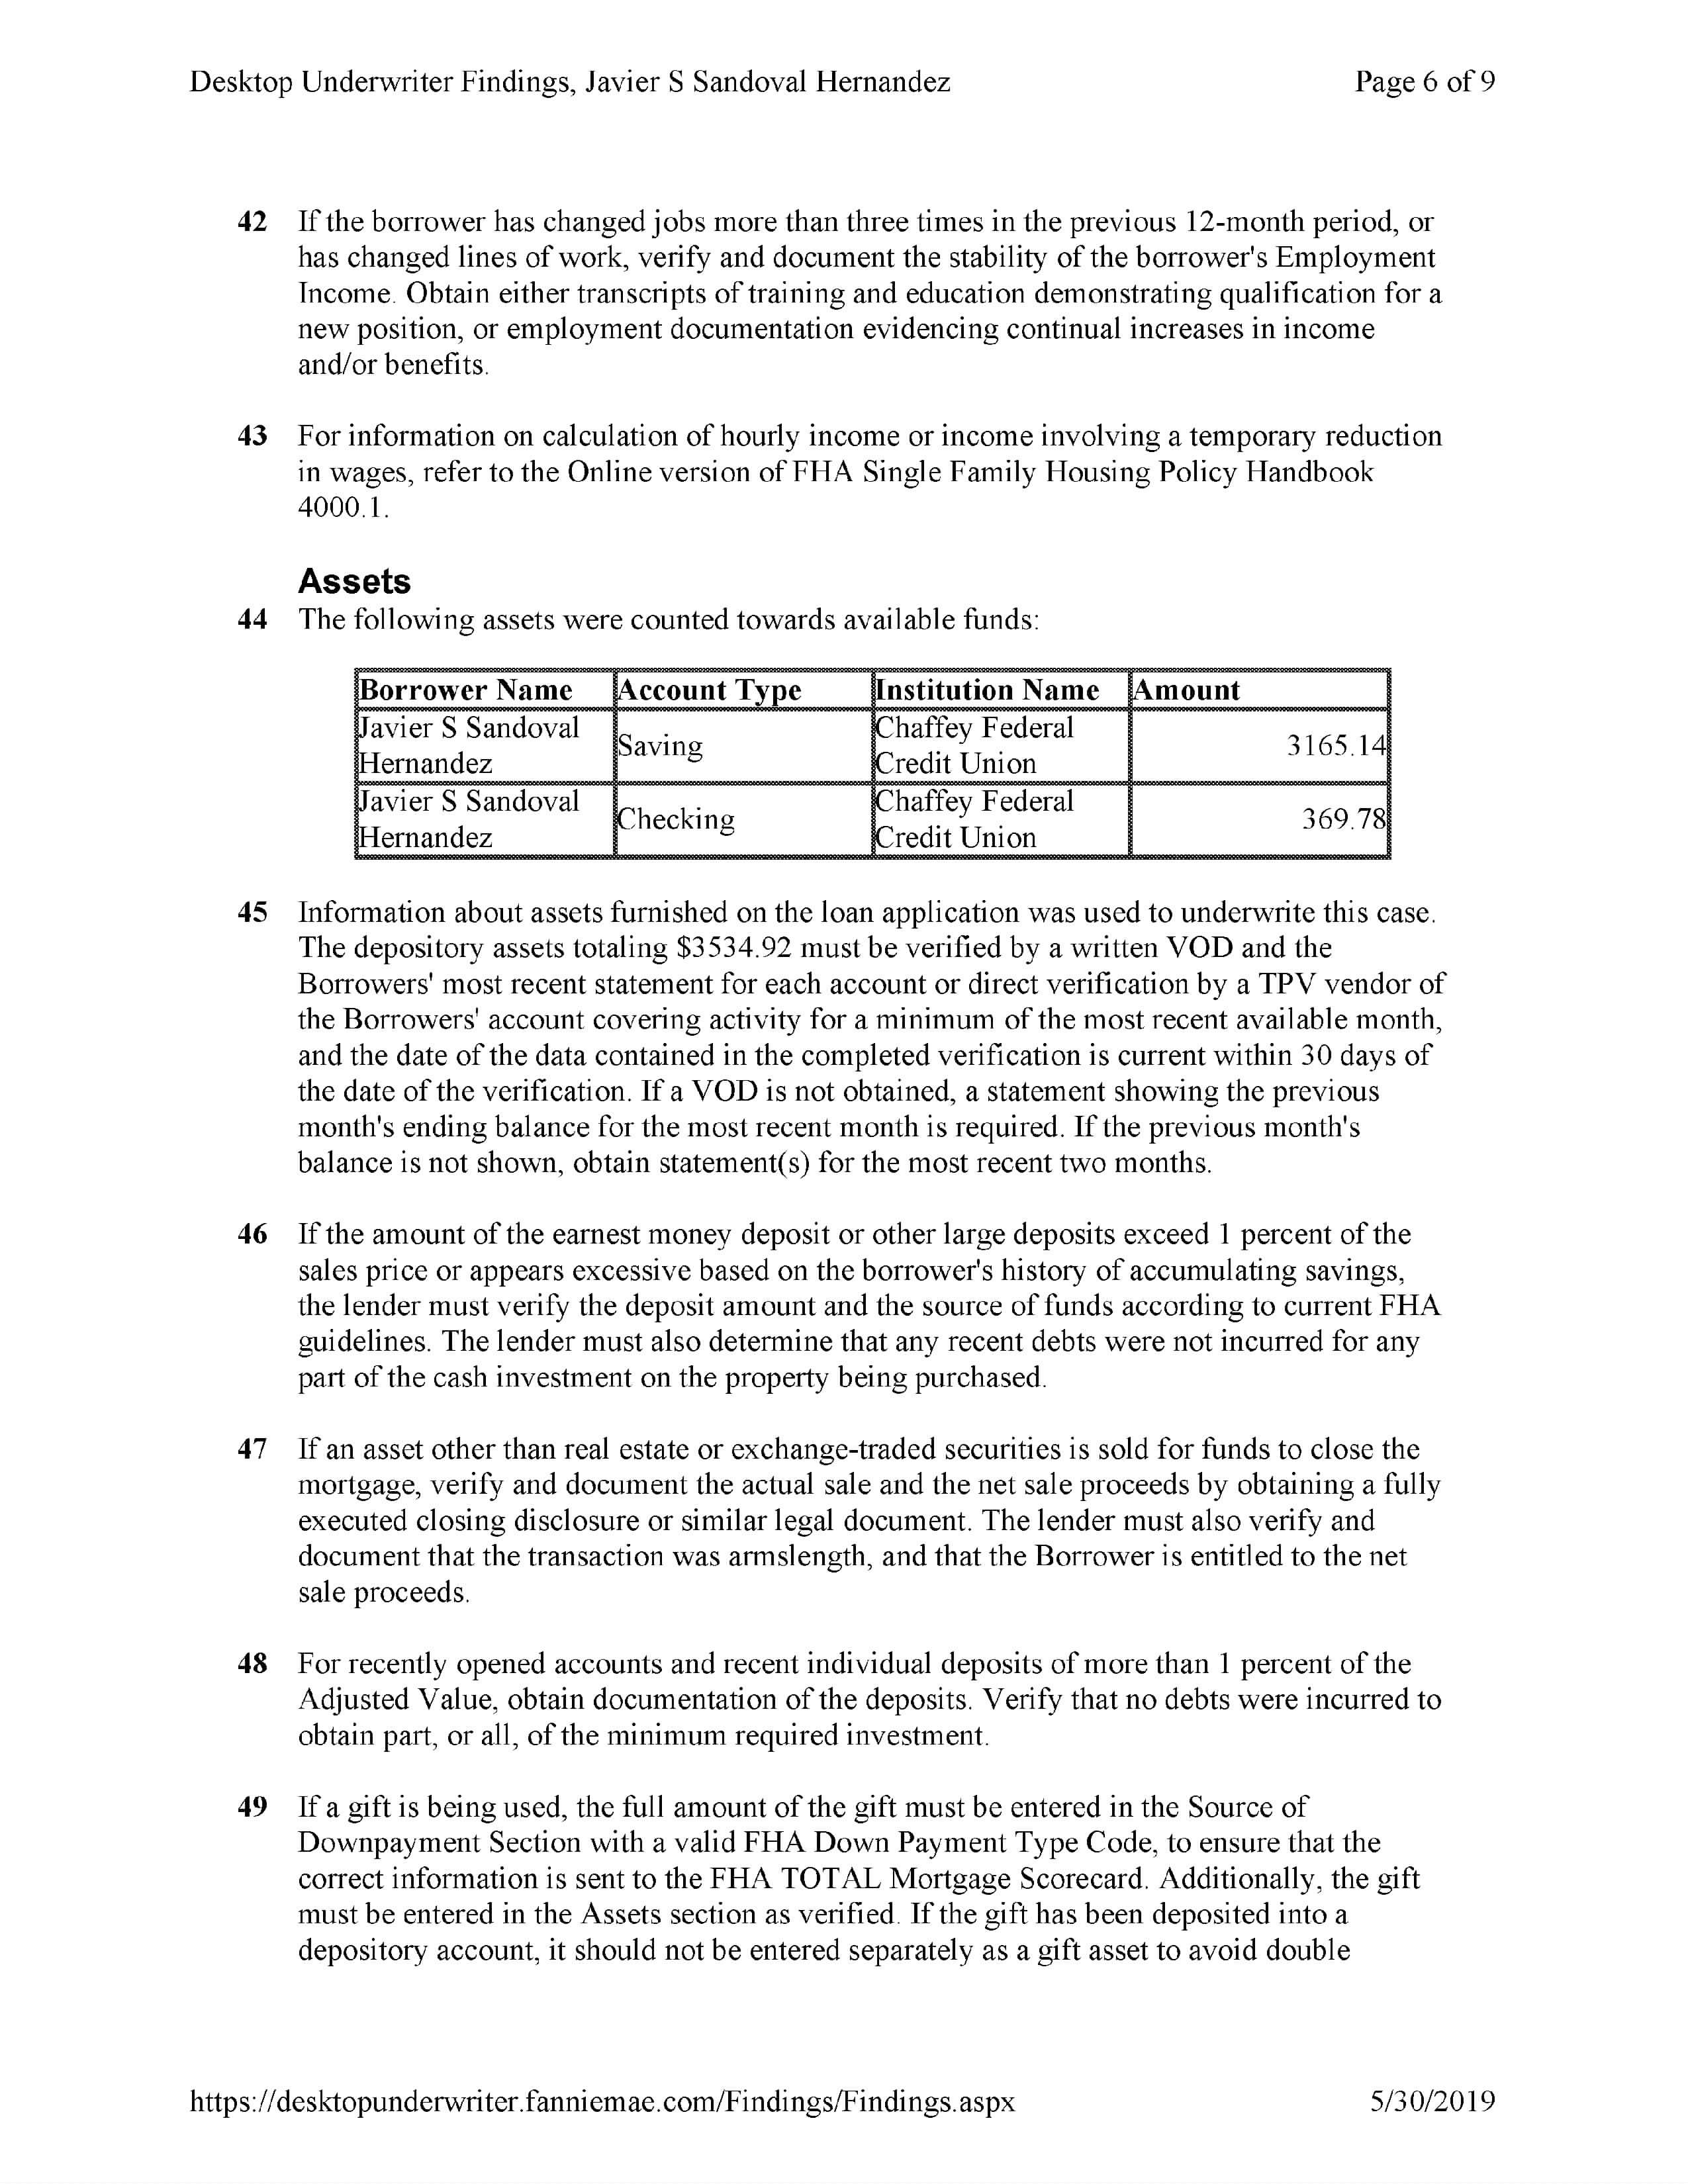 Desktop Underwriter Findings, Javier S Sandoval Hernandez Page 6 of 9
42 If the borrower has changed jobs more than three times in the previous 12-month period, or
has changed lines of work, verify and document the stability of the borrower's Employment
Income. Obtain either transcripts of training and education demonstrating qualification for a
new position, or employment documentation evidencing continual increases in income
and/or benefits.
43 For information on calculation of hourly income or income involving a temporary reduction
in wages, refer to the Online version of FHA Single Family Housing Policy Handbook
4000.1.
Assets
44 The following assets were counted towards available funds:
Borrower Name Account Type Institution Name Amount
Javier S Sandoval Hernandez Saving Chaffey Federal Credit Union 3165.14
Javier S Sandoval Hernandez Checking Chaffey Federal Credit Union 369.78
45 Information about assets furnished on the loan application was used to underwrite this case.
The depository assets totaling $3534.92 must be verified by a written VOD and the
Borrowers' most recent statement for each account or direct verification by a TPV vendor of
the Borrowers' account covering activity for a minimum of the most recent available month,
and the date of the data contained in the completed verification is current within 30 days of
the date of the verification. If a VOD is not obtained, a statement showing the previous
month's ending balance for the most recent month is required. If the previous month's
balance is not shown, obtain statement(s) for the most recent two months.
46 If the amount of the earnest money deposit or other large deposits exceed 1 percent of the
sales price or appears excessive based on the borrower's history of accumulating savings,
the lender must verify the deposit amount and the source of funds according to current FHA
guidelines. The lender must also determine that any recent debts were not incurred for any
part of the cash investment on the property being purchased.
47 If an asset other than real estate or exchange-traded securities is sold for funds to close the
mortgage, verify and document the actual sale and the net sale proceeds by obtaining a fully
executed closing disclosure or similar legal document. The lender must also verify and
document that the transaction was armslength, and that the Borrower is entitled to the net
sale proceeds.
48 For recently opened accounts and recent individual deposits of more than 1 percent of the
Adjusted Value, obtain documentation of the deposits. Verify that no debts were incurred to
obtain part, or all, of the minimum required investment.
49 If a gift is being used, the full amount of the gift must be entered in the Source of
Downpayment Section with a valid FHA Down Payment Type Code, to ensure that the
correct information is sent to the FHA TOTAL Mortgage Scorecard. Additionally, the gift
must be entered in the Assets section as verified. If the gift has been deposited into a
depository account, it should not be entered separately as a gift asset to avoid double
https://desktopunderwriter.fanniemae.com/Findings/Findings.aspx 5/30/2019